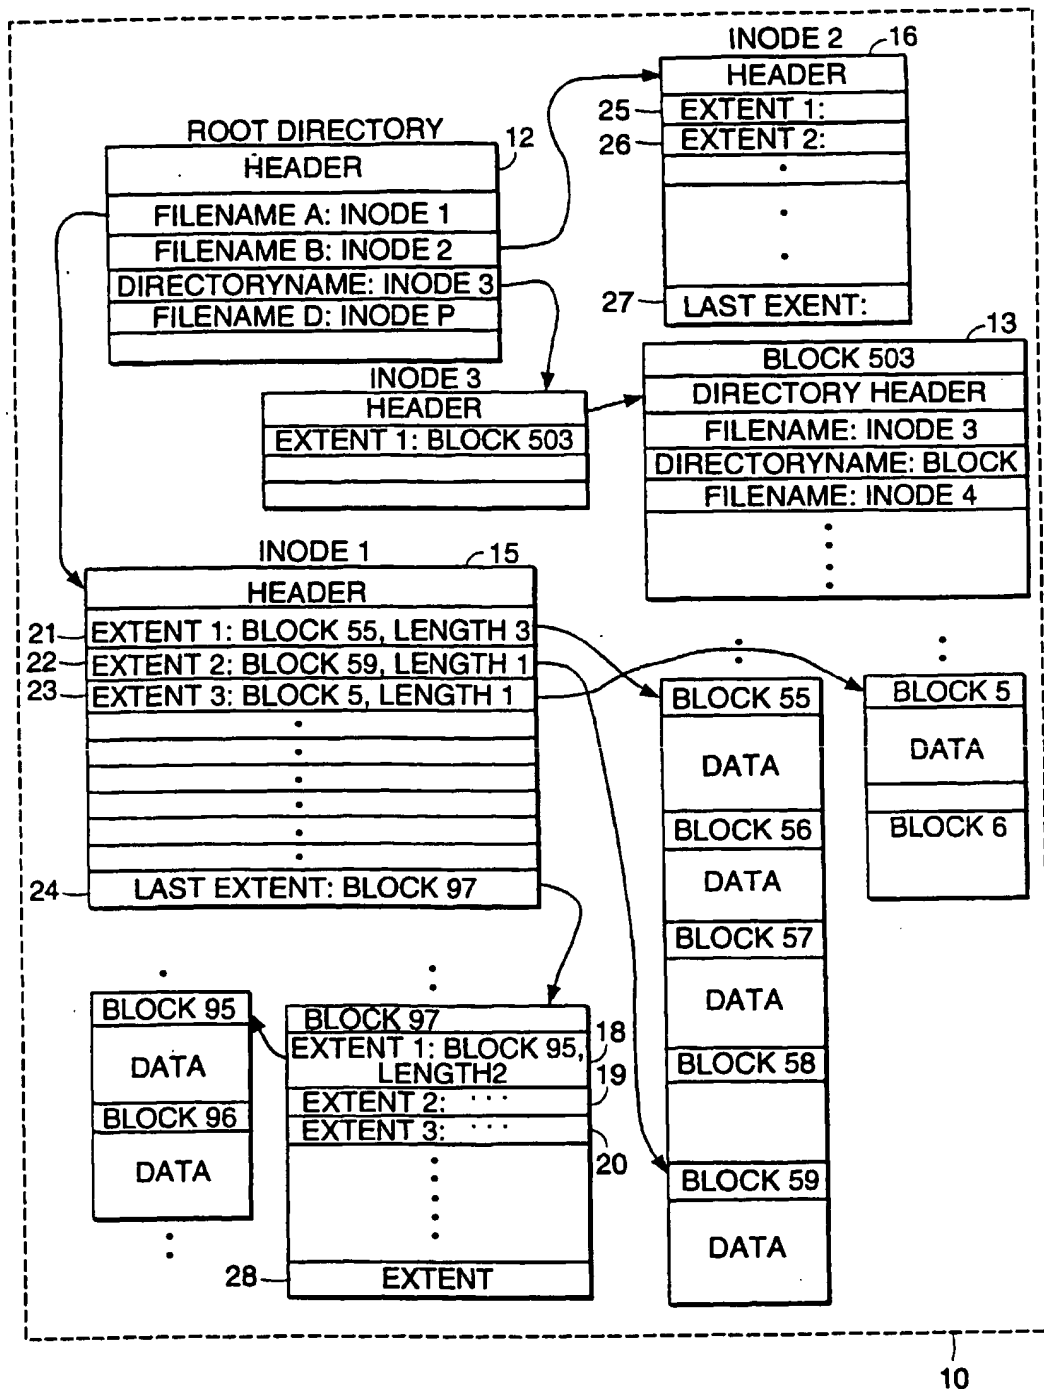 INODE 2
16
HEADER
25
EXTENT 1:
26
EXTENT 2:
27
LAST EXENT:
ROOT DIRECTORY
12
HEADER
FILENAME A: INODE 1
FILENAME B: INODE 2
DIRECTORYNAME: INODE 3
FILENAME D: INODE P
13
BLOCK 503
DIRECTORY HEADER
FILENAME: INODE 3
DIRECTORYNAME: BLOCK
FILENAME: INODE 4
INODE 3
HEADER
EXTENT 1: BLOCK 503
INODE 1
15
HEADER
21
EXTENT 1: BLOCK 55, LENGTH 3
22
EXTENT 2: BLOCK 59, LENGTH 1
23
EXTENT 3: BLOCK 5, LENGTH 1
24
LAST EXTENT: BLOCK 97
BLOCK 55
DATA
BLOCK 56
DATA
BLOCK 57
DATA
BLOCK 58
BLOCK 59
DATA
BLOCK 5
DATA
BLOCK 6
BLOCK 95
DATA
BLOCK 96
DATA
BLOCK 97
EXTENT 1: BLOCK 95,
LENGTH2
18
EXTENT 2: ···
19
EXTENT 3: ···
20
28
EXTENT
10